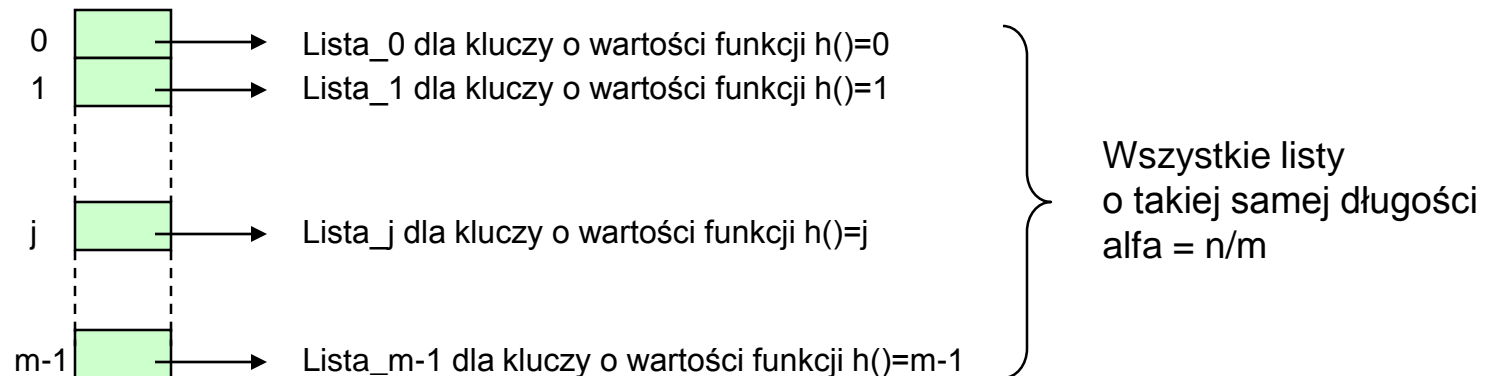 0 Lista_0 dla kluczy o wartości funkcji h()=0
1 Lista_1 dla kluczy o wartości funkcji h()=1
j Lista_j dla kluczy o wartości funkcji h()=j
m-1 Lista_m-1 dla kluczy o wartości funkcji h()=m-1
Wszystkie listy
o takiej samej długości
alfa = n/m